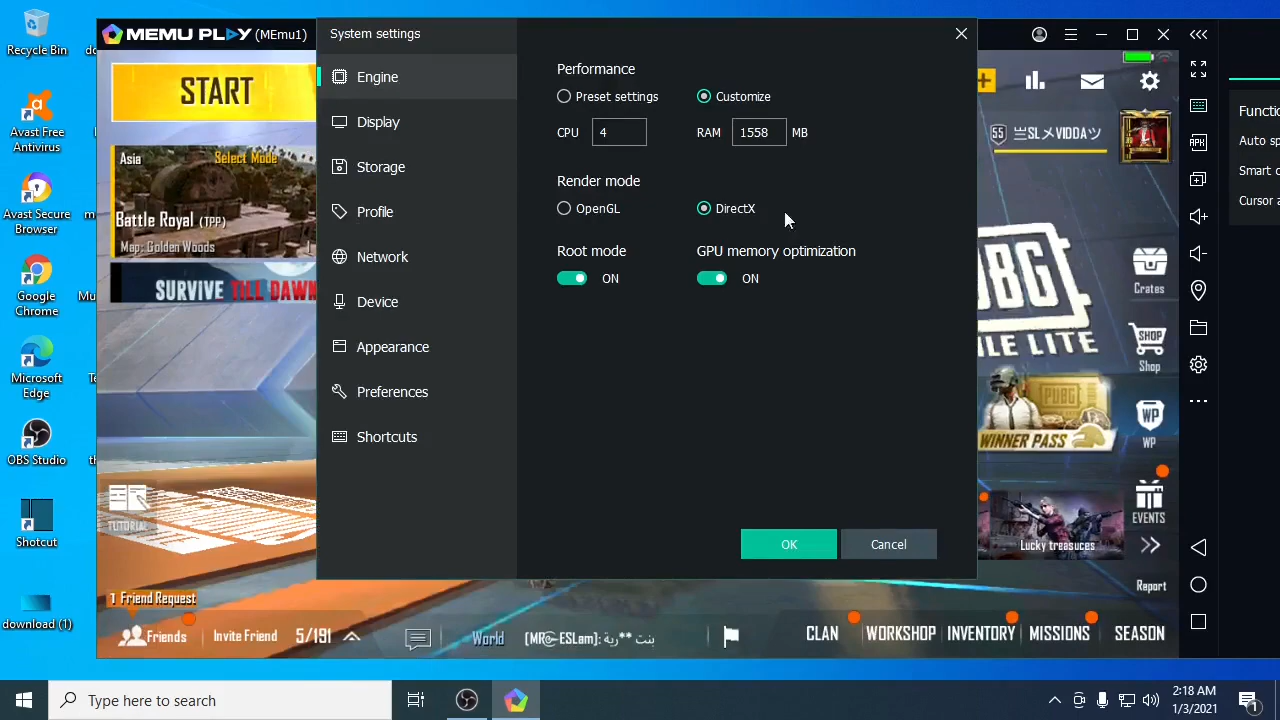 Recycle Bin
Avast Free
Antivirus
Avast Secure
Browser
Google
Chrome
Microsoft
Edge
OBS Studio
Shotcut
download (1)
MEMU PLAY (MEmu1)
START
Asia
Select Mode
Battle Royal (TPP)
Map: Golden Woods
SURVIVE TILL DAWN
TUTORIAL
1 Friend Request
Friends
Invite Friend
5/191
World
System settings
Engine
Display
Storage
Profile
Network
Device
Appearance
Preferences
Shortcuts
Performance
Preset settings
Customize
CPU
4
RAM
1558
MB
Render mode
OpenGL
DirectX
Root mode
GPU memory optimization
ON
ON
OK
Cancel
55
VIDDA
Crates
Shop
SHOP
WP
WP
WINNER PASS
EVENTS
Lucky treasures
Report
CLAN
WORKSHOP
INVENTORY
MISSIONS
SEASON
APK
Functio
Auto sp
Smart c
Cursor a
Type here to search
2:18 AM
1/3/2021
1